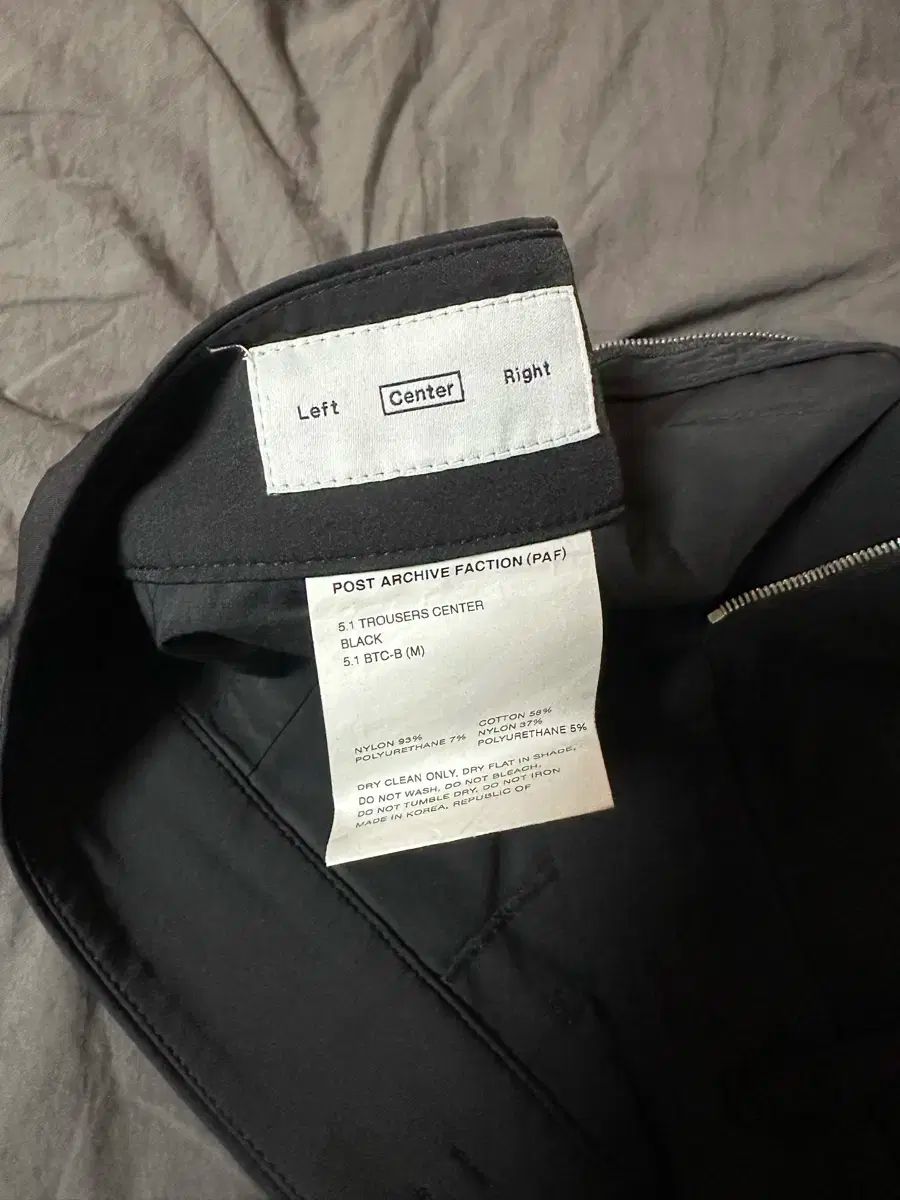 Left Center Right
POST ARCHIVE FACTION (PAF)
5.1 TROUSERS CENTER
BLACK
5.1 BTC-B (M)
NYLON 93%
POLYURETHANE 7%
COTTON 58%
NYLON 37%
POLYURETHANE 5%
DRY CLEAN ONLY, DRY FLAT IN SHADE,
DO NOT WASH, DO NOT BLEACH,
DO NOT TUMBLE DRY, DO NOT IRON
MADE IN KOREA, REPUBLIC OF